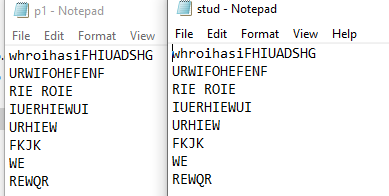 p1 - Notepad
File Edit Format View
whroihasiFHIUADSHG
URWIFOHEFENF
RIE ROIE
IUERHIEWUI
URHIEW
FKJK
WE
REWQR
stud - Notepad
File Edit Format View Help
whroihasiFHIUADSHG
URWIFOHEFENF
RIE ROIE
IUERHIEWUI
URHIEW
FKJK
WE
REWQR